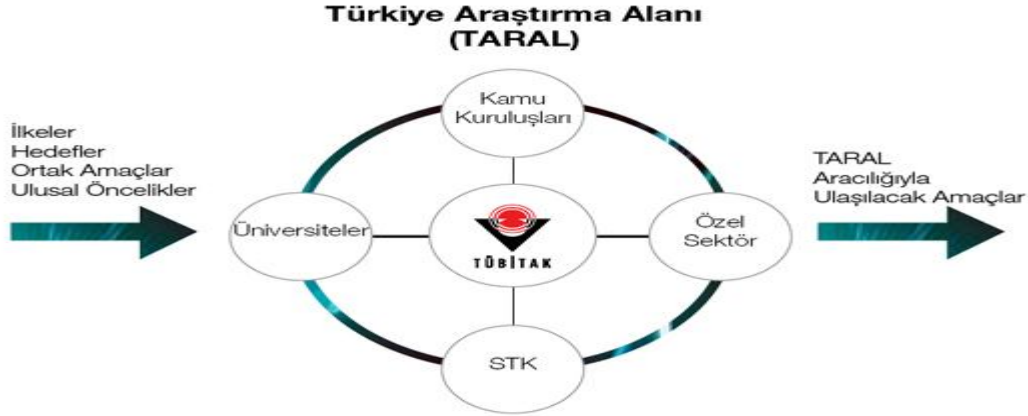 Türkiye Araştırma Alanı
(TARAL)
Kamu
Kuruluşları
İlkeler
Hedefler
Ortak Amaçlar
Ulusal Öncelikler
Üniversiteler
TÜBİTAK
Özel
Sektör
TARAL
Aracılığıyla
Ulaşılacak Amaçlar
STK